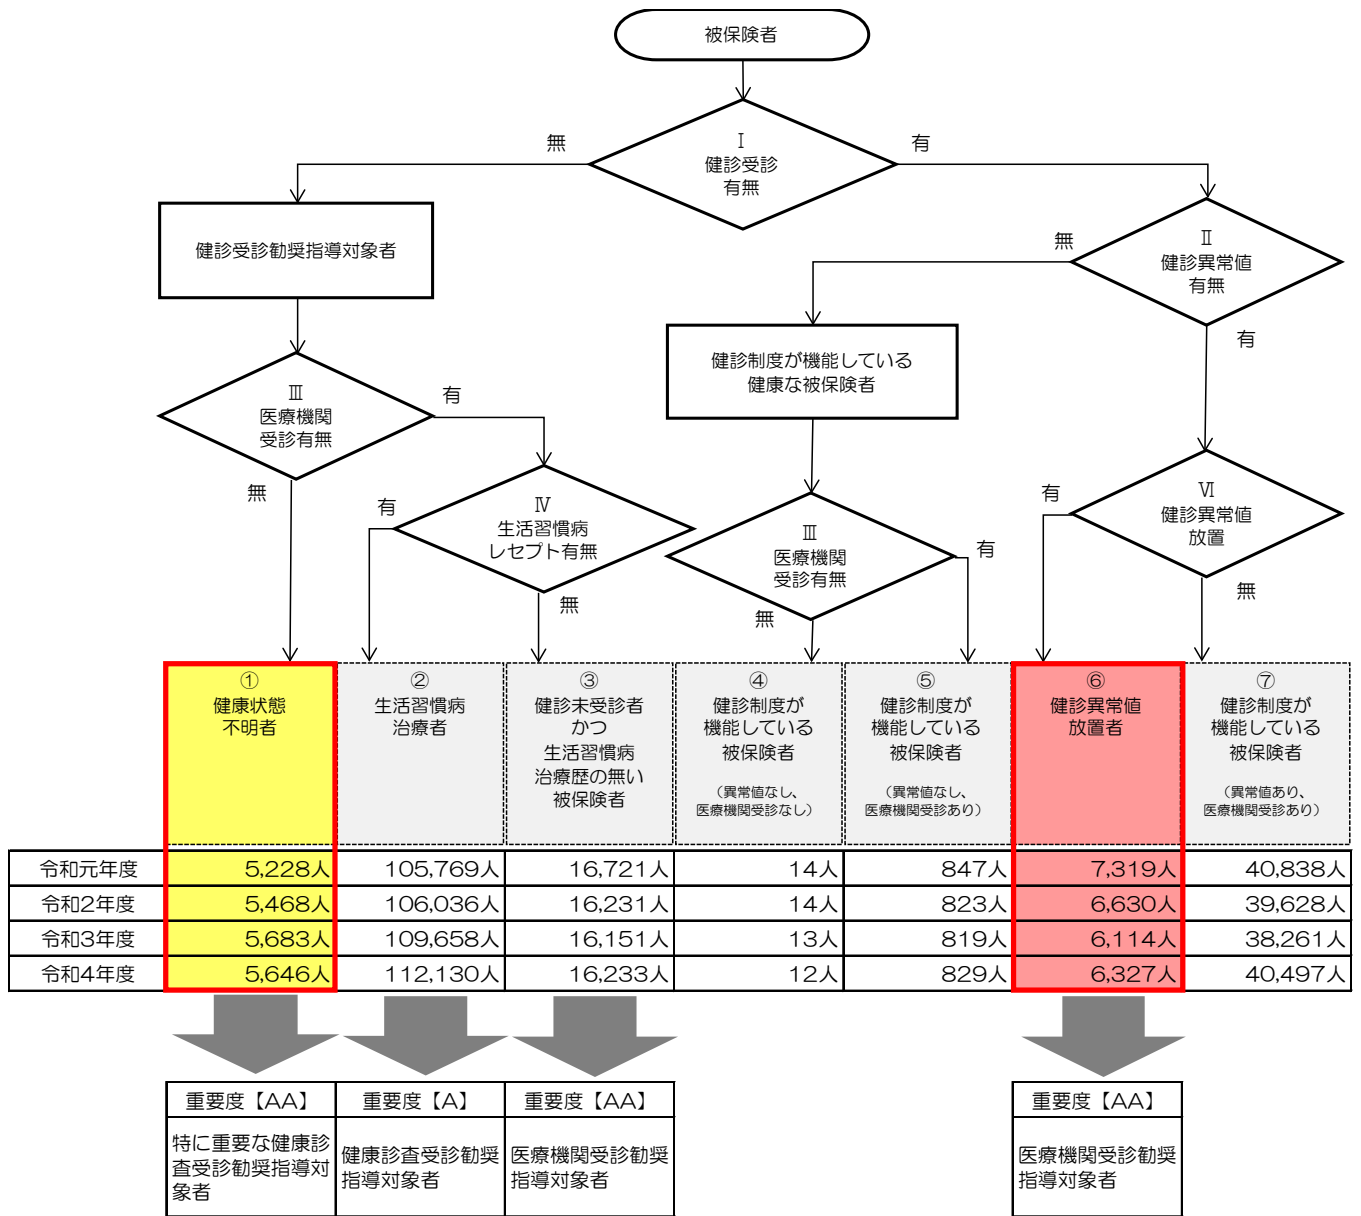 被保険者
Ⅰ
健診受診
有無
無
有
健診受診勧奨指導対象者
Ⅱ
健診異常値
有無
無
有
健診制度が機能している
健康な被保険者
Ⅲ
医療機関
受診有無
有
無
Ⅳ
生活習慣病
レセプト有無
有
無
Ⅲ
医療機関
受診有無
有
無
Ⅵ
健診異常値
放置
有
無
①
健康状態
不明者
②
生活習慣病
治療者
③
健診未受診者
かつ
生活習慣病
治療歴の無い
被保険者
④
健診制度が
機能している
被保険者
（異常値なし、
医療機関受診なし）
⑤
健診制度が
機能している
被保険者
（異常値なし、
医療機関受診あり）
⑥
健診異常値
放置者
⑦
健診制度が
機能している
被保険者
（異常値あり、
医療機関受診あり）
令和元年度 5,228人 105,769人 16,721人 14人 847人 7,319人 40,838人
令和2年度 5,468人 106,036人 16,231人 14人 823人 6,630人 39,628人
令和3年度 5,683人 109,658人 16,151人 13人 819人 6,114人 38,261人
令和4年度 5,646人 112,130人 16,233人 12人 829人 6,327人 40,497人
重要度【AA】
特に重要な健康診
査受診勧奨指導対
象者
重要度【A】
健康診査受診勧奨
指導対象者
重要度【AA】
医療機関受診勧奨
指導対象者
重要度【AA】
医療機関受診勧奨
指導対象者